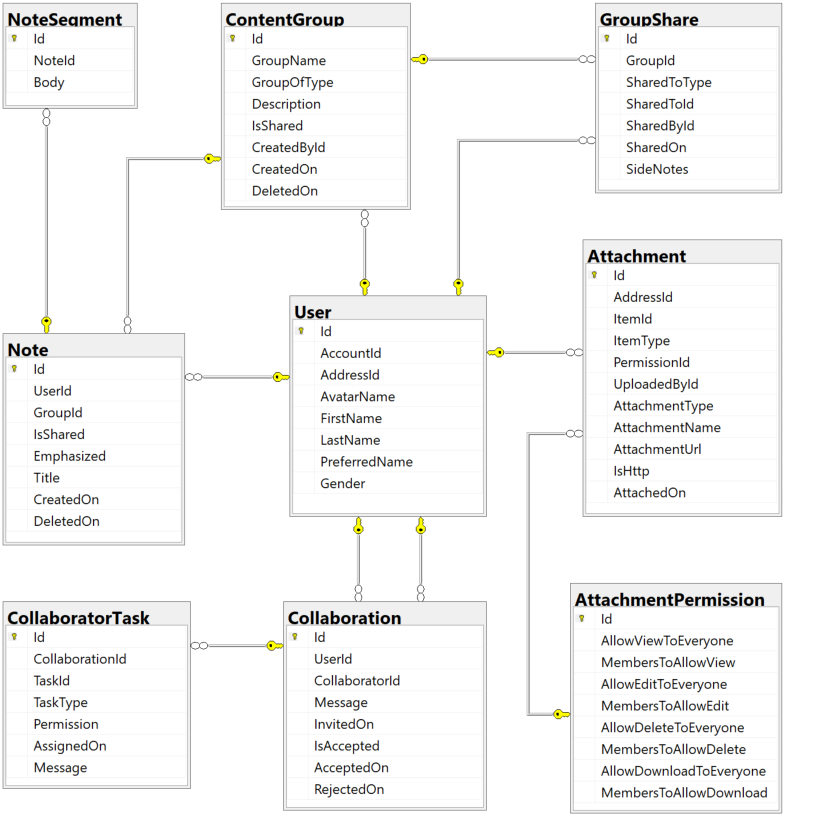 NoteSegment
Id
NoteId
Body
ContentGroup
Id
GroupName
GroupOfType
Description
IsShared
CreatedById
CreatedOn
DeletedOn
GroupShare
Id
GroupId
SharedToType
SharedToId
SharedById
SharedOn
SideNotes
Attachment
Id
AddressId
ItemId
ItemType
PermissionId
UploadedById
AttachmentType
AttachmentName
AttachmentUrl
IsHttp
AttachedOn
User
Id
AccountId
AddressId
AvatarName
FirstName
LastName
PreferredName
Gender
Note
Id
UserId
GroupId
IsShared
Emphasized
Title
CreatedOn
DeletedOn
CollaboratorTask
Id
CollaborationId
TaskId
TaskType
Permission
AssignedOn
Message
Collaboration
Id
UserId
CollaboratorId
Message
InvitedOn
IsAccepted
AcceptedOn
RejectedOn
AttachmentPermission
Id
AllowViewToEveryone
MembersToAllowView
AllowEditToEveryone
MembersToAllowEdit
AllowDeleteToEveryone
MembersToAllowDelete
AllowDownloadToEveryone
MembersToAllowDownload